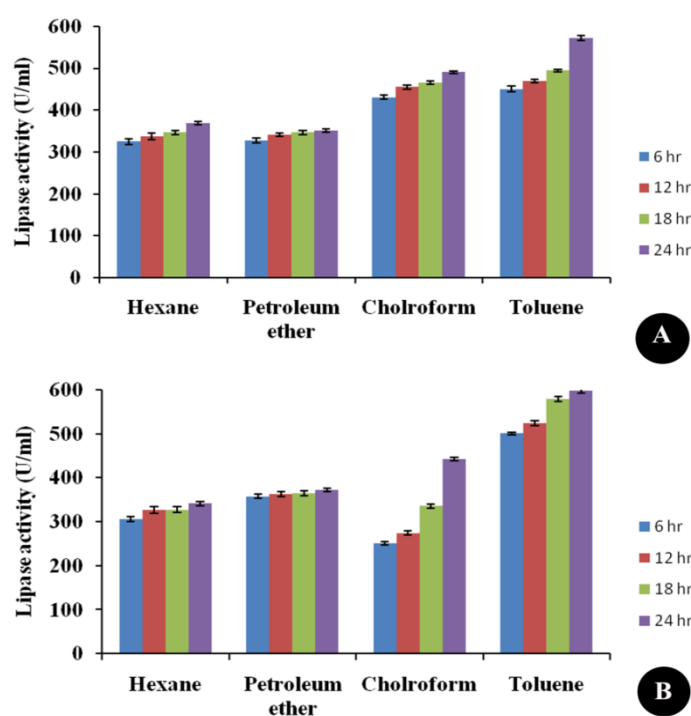 600
500
400
300
200
100
0
Lipase activity (U/ml)
Hexane
Petroleum
ether
Cholroform
Toluene
6 hr
12 hr
18 hr
24 hr
A
600
500
400
300
200
100
0
Lipase activity (U/ml)
Hexane
Petroleum
ether
Cholroform
Toluene
6 hr
12 hr
18 hr
24 hr
B